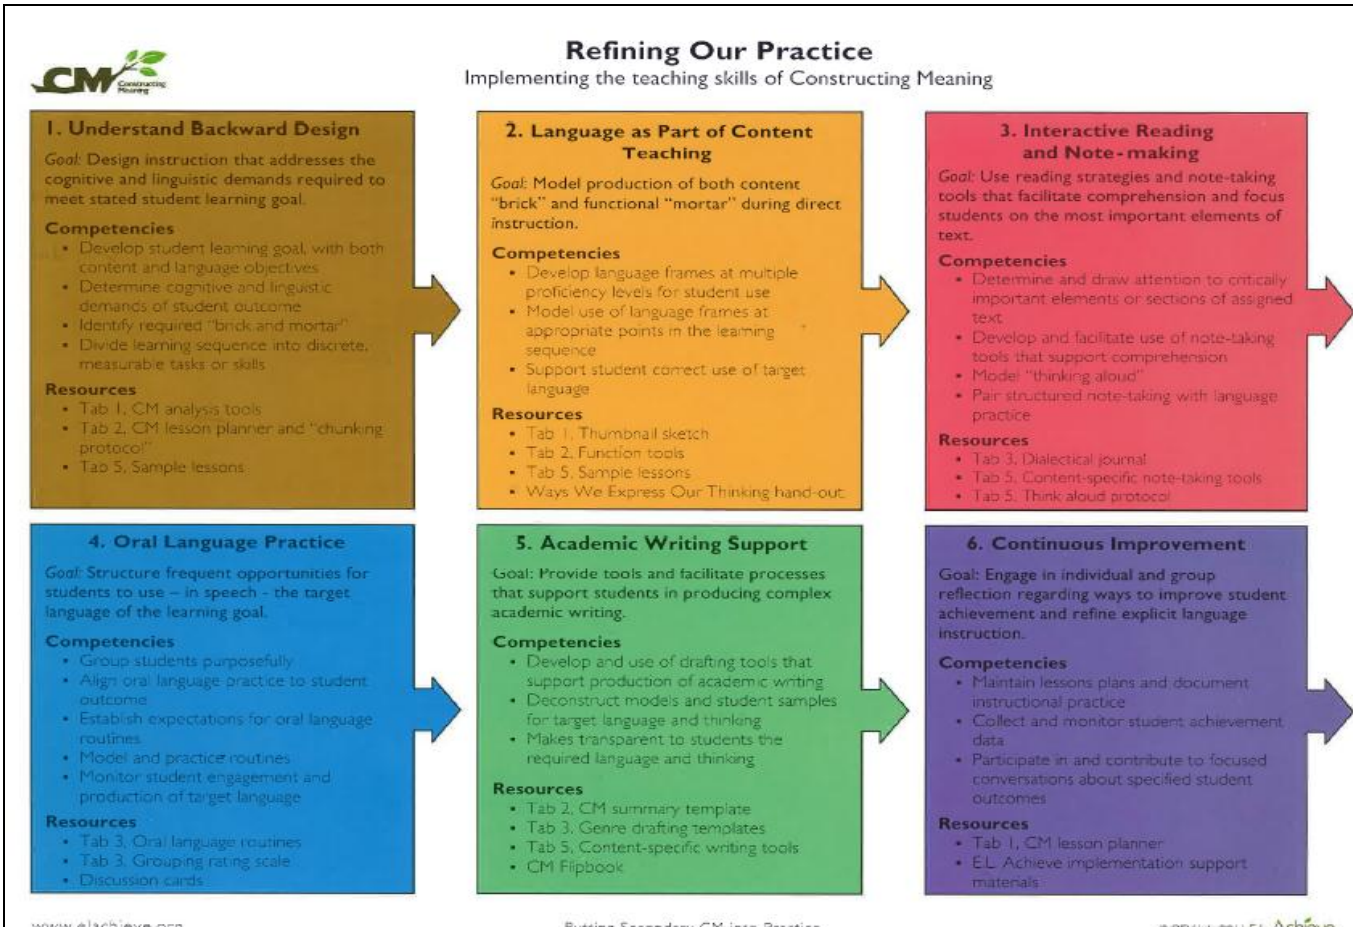 CM Constructing Meaning
Refining Our Practice
Implementing the teaching skills of Constructing Meaning
1. Understand Backward Design
Goal: Design instruction that addresses the
cognitive and linguistic demands required to
meet stated student learning goal.
Competencies
• Develop student learning goal, with both
content and language objectives
• Determine cognitive and linguistic
demands of student outcome
• Identify required "brick and mortar"
• Divide learning sequence into discrete,
measurable tasks or skills
Resources
• Tab 1, CM analysis tools
• Tab 2, CM lesson planner and "chunking
protocol"
• Tab 5, Sample lessons
2. Language as Part of Content
Teaching
Goal: Model production of both content
"brick" and functional "mortar" during direct
instruction.
Competencies
• Develop language frames at multiple
proficiency levels for student use
• Model use of language frames at
appropriate points in the learning
sequence
• Support student correct use of target
language
Resources
• Tab 1, Thumbnail sketch
• Tab 2, Function tools
• Tab 5, Sample lessons
• Ways We Express Our Thinking hand-out
3. Interactive Reading
and Note-making
Goal: Use reading strategies and note-taking
tools that facilitate comprehension and focus
students on the most important elements of
text.
Competencies
• Determine and draw attention to critically
important elements or sections of assigned
text
• Develop and facilitate use of note-taking
tools that support comprehension
• Model "thinking aloud"
• Pair structured note-taking with language
practice
Resources
• Tab 3, Dialectical journal
• Tab 5, Content-specific note-taking tools
• Tab 5, Think aloud protocol
4. Oral Language Practice
Goal: Structure frequent opportunities for
students to use – in speech - the target
language of the learning goal.
Competencies
• Group students purposefully
• Align oral language practice to student
outcome
• Establish expectations for oral language
routines
• Model and practice routines
• Monitor student engagement and
production of target language
Resources
• Tab 3, Oral language routines
• Tab 3, Grouping rating scale
• Discussion cards
5. Academic Writing Support
Goal: Provide tools and facilitate processes
that support students in producing complex
academic writing.
Competencies
• Develop and use of drafting tools that
support production of academic writing
• Deconstruct models and student samples
for target language and thinking
• Makes transparent to students the
required language and thinking
Resources
• Tab 2, CM summary template
• Tab 3, Genre drafting templates
• Tab 5, Content-specific writing tools
• CM Flipbook
6. Continuous Improvement
Goal: Engage in individual and group
reflection regarding ways to improve student
achievement and refine explicit language
instruction.
Competencies
• Maintain lessons plans and document
instructional practice
• Collect and monitor student achievement
data
• Participate in and contribute to focused
conversations about specified student
outcomes
Resources
• Tab 1, CM lesson planner
• E.L. Achieve implementation support
materials
www.elachieve.org
Putting Secondary CM into Practice
Achieve